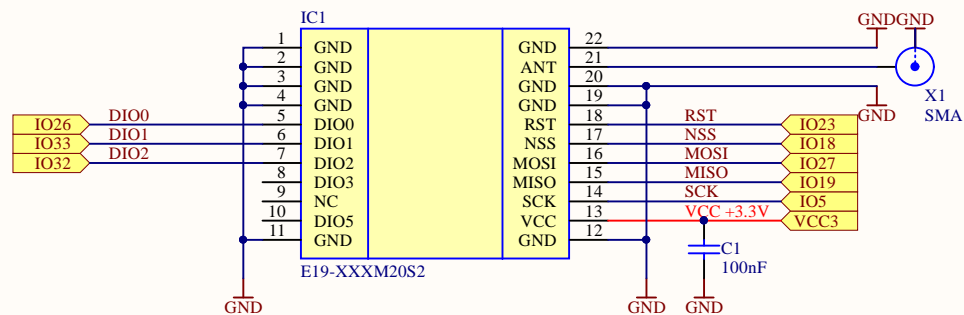 IC1
GND GND
1 GND GND 22
2 GND ANT 21
3 GND GND 20
4 GND GND 19
GND
X1
SMA
IO26 DIO0 5 DIO0 RST 18 RST IO23
IO33 DIO1 6 DIO1 NSS 17 NSS IO18
IO32 DIO2 7 DIO2 MOSI 16 MOSI IO27
8 DIO3 MISO 15 MISO IO19
9 NC SCK 14 SCK IO5
10 DIO5 VCC 13 VCC +3.3V VCC3
11 GND GND 12
E19-XXXM20S2
C1
100nF
GND GND GND